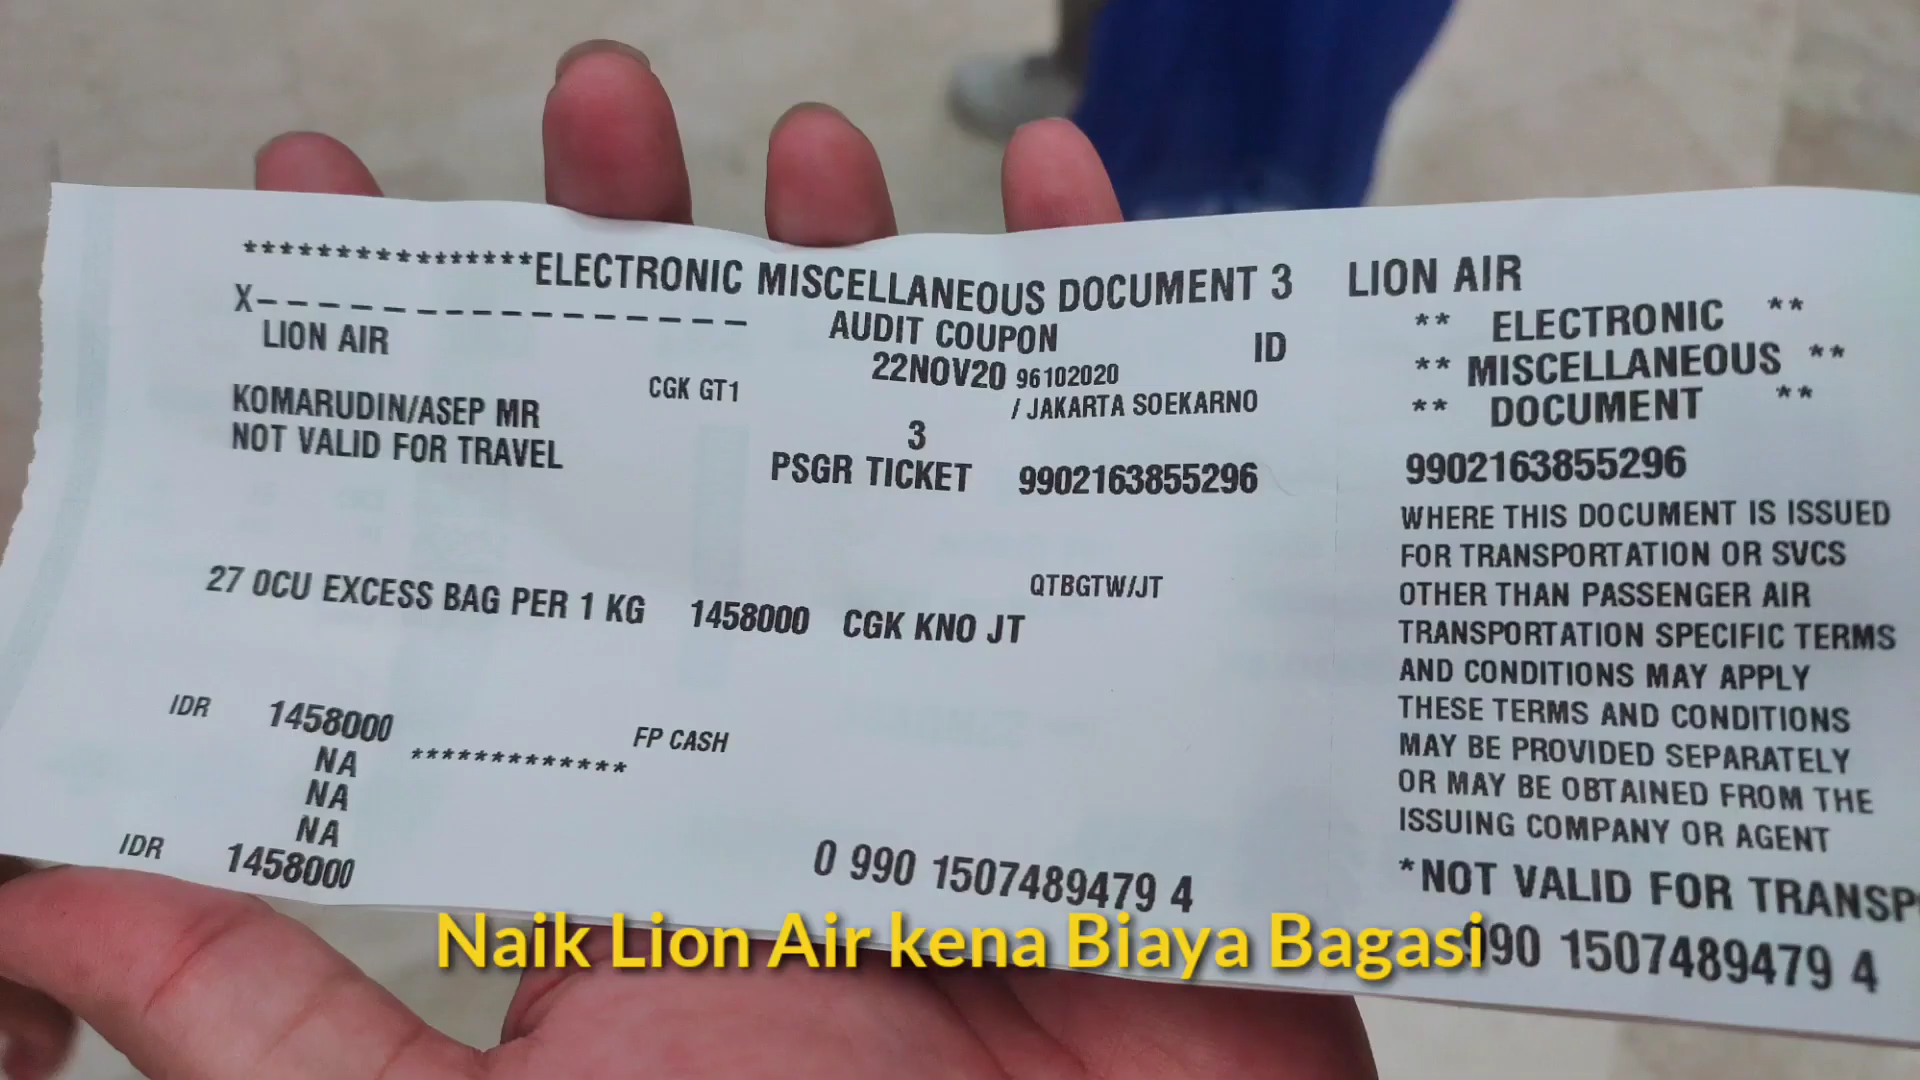 ****************ELECTRONIC MISCELLANEOUS DOCUMENT 3
X----------------
AUDIT COUPON
LION AIR
22NOV20 96102020
ID
CGK GT1
/ JAKARTA SOEKARNO
KOMARUDIN/ASEP MR
3
NOT VALID FOR TRAVEL
PSGR TICKET 9902163855296
QTBGTW/JT
27 0CU EXCESS BAG PER 1 KG 1458000 CGK KNO JT
IDR 1458000
FP CASH
NA *************
NA
NA
IDR 1458000
0 990 1507489479 4
LION AIR
** ELECTRONIC **
** MISCELLANEOUS **
** DOCUMENT **
9902163855296
WHERE THIS DOCUMENT IS ISSUED
FOR TRANSPORTATION OR SVCS
OTHER THAN PASSENGER AIR
TRANSPORTATION SPECIFIC TERMS
AND CONDITIONS MAY APPLY
THESE TERMS AND CONDITIONS
MAY BE PROVIDED SEPARATELY
OR MAY BE OBTAINED FROM THE
ISSUING COMPANY OR AGENT
*NOT VALID FOR TRANSP
990 1507489479 4
Naik Lion Air kena Biaya Bagasi